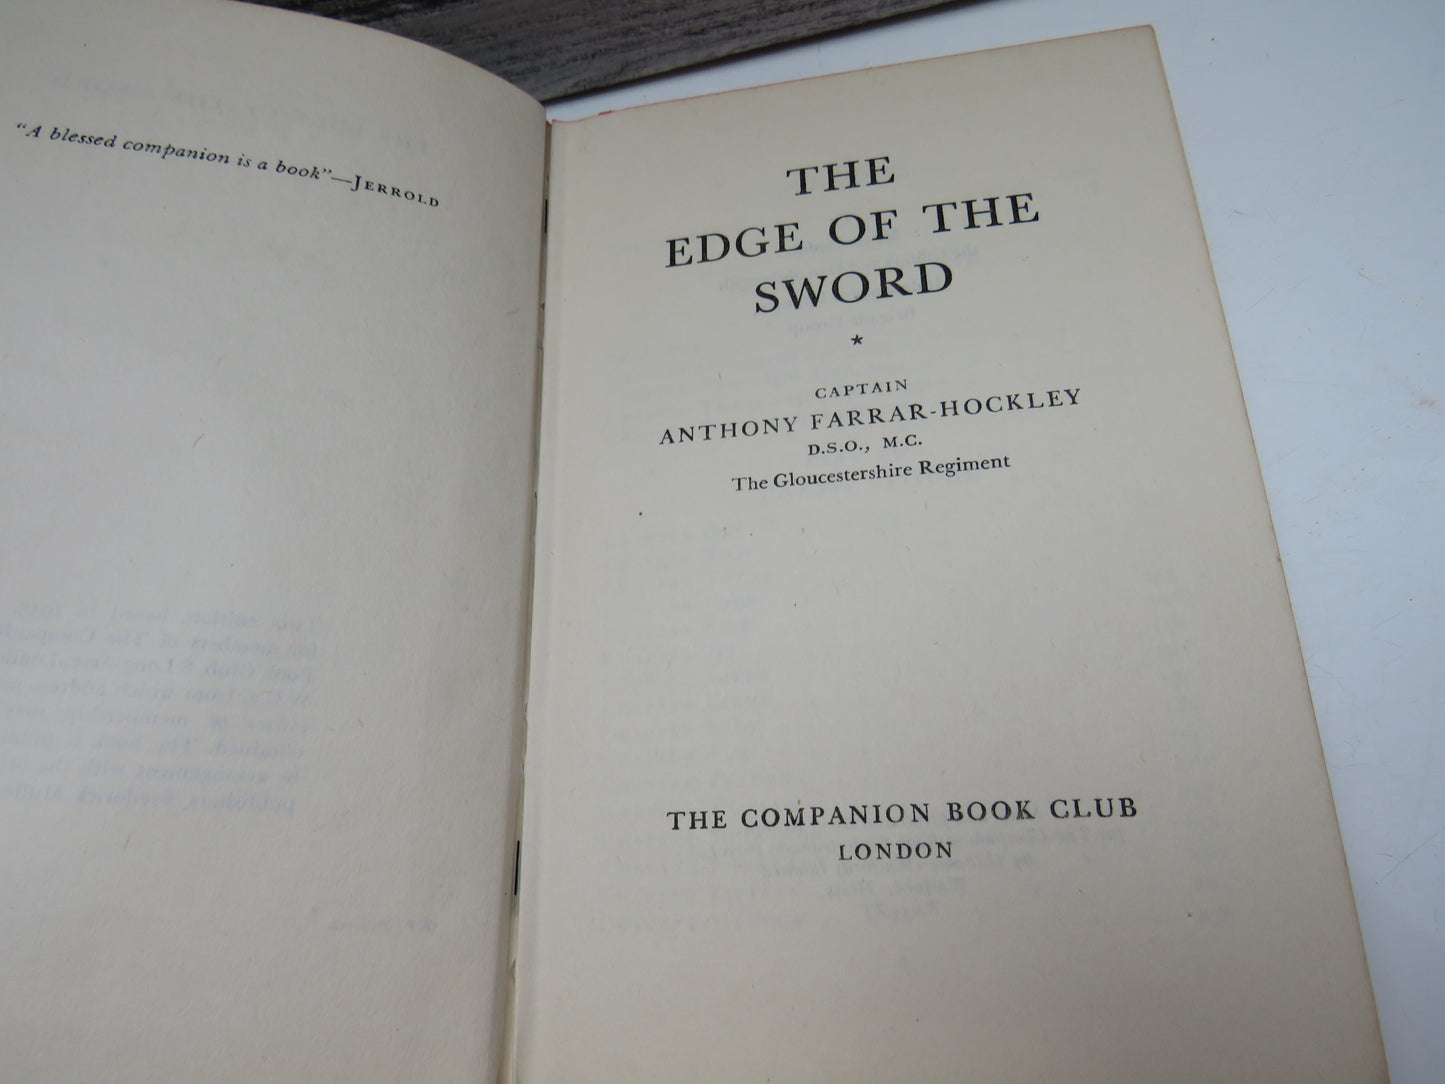 "A blessed companion is a book"—JERROLD
THE
EDGE OF THE
SWORD
*
CAPTAIN
ANTHONY FARRAR-HOCKLEY
D.S.O., M.C.
The Gloucestershire Regiment
THE COMPANION BOOK CLUB
LONDON